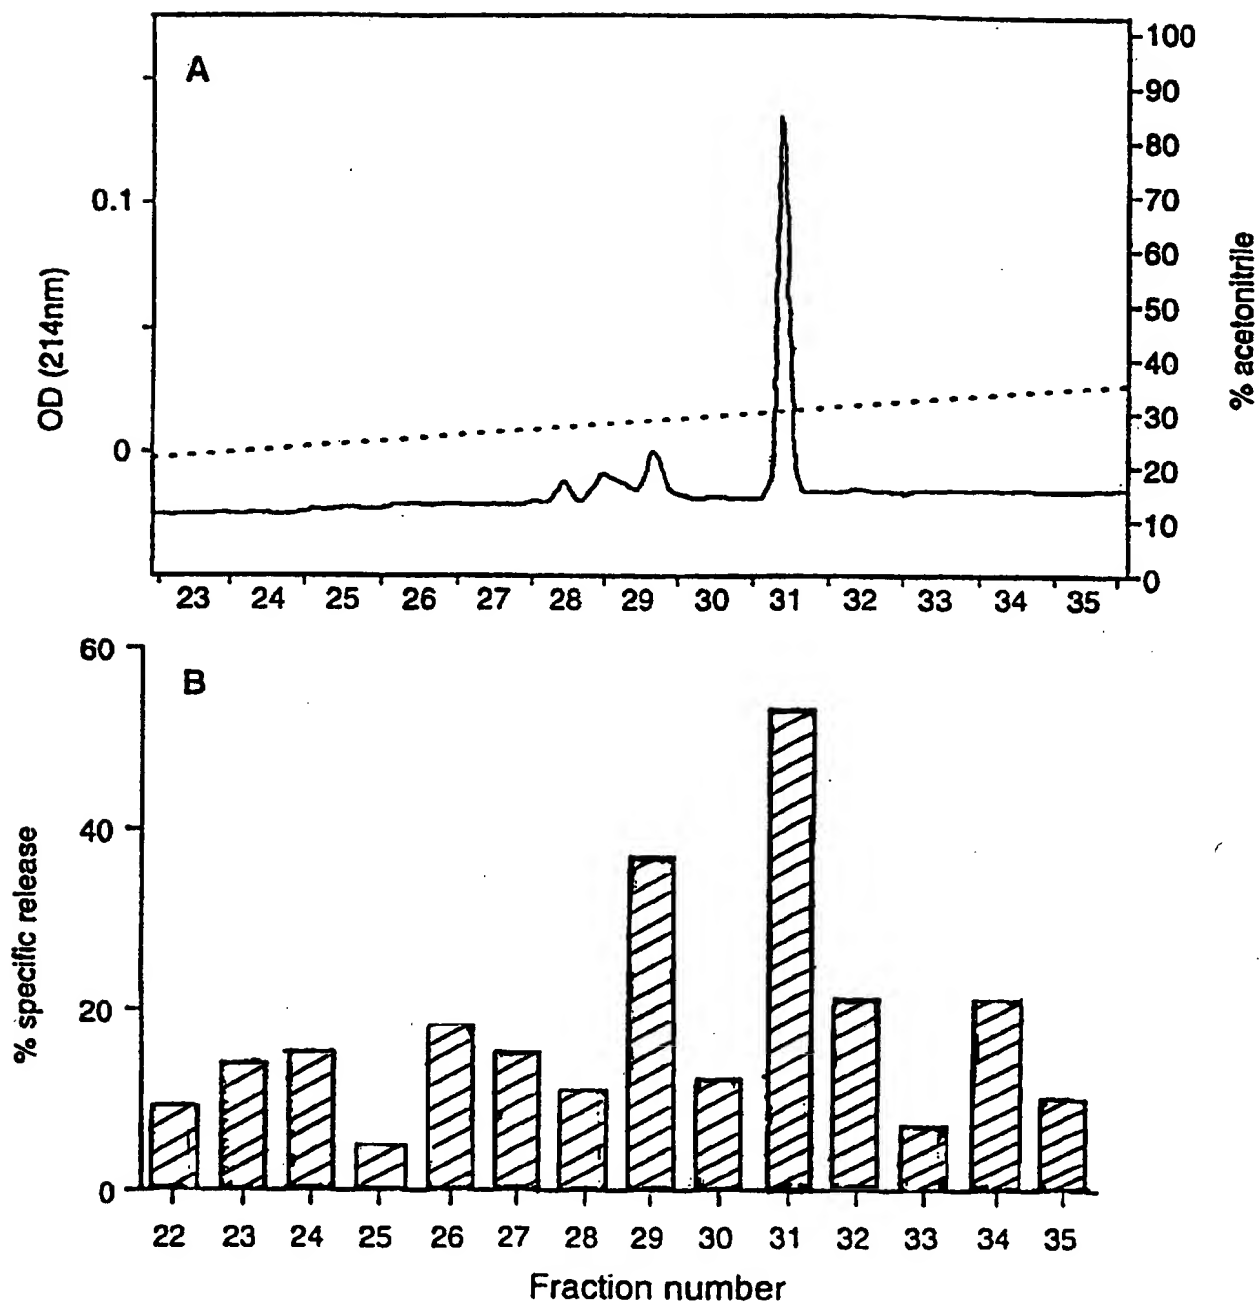 A
100
90
80
70
60
50
40
30
20
10
0
0.1
0
OD (214nm)
% acetonitrile
23 24 25 26 27 28 29 30 31 32 33 34 35
B
60
40
20
0
% specific release
22 23 24 25 26 27 28 29 30 31 32 33 34 35
Fraction number